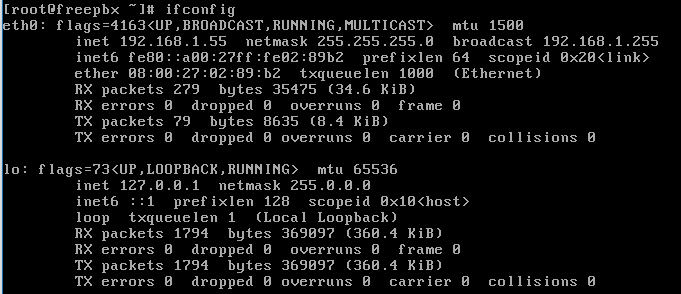 [root@freepbx ~]# ifconfig
eth0: flags=4163<UP,BROADCAST,RUNNING,MULTICAST>  mtu 1500
        inet 192.168.1.55  netmask 255.255.255.0  broadcast 192.168.1.255
        inet6 fe80::a00:27ff:fe02:89b2  prefixlen 64  scopeid 0x20<link>
        ether 08:00:27:02:89:b2  txqueuelen 1000  (Ethernet)
        RX packets 279  bytes 35475 (34.6 KiB)
        RX errors 0  dropped 0  overruns 0  frame 0
        TX packets 79  bytes 8635 (8.4 KiB)
        TX errors 0  dropped 0 overruns 0  carrier 0  collisions 0

lo: flags=73<UP,LOOPBACK,RUNNING>  mtu 65536
        inet 127.0.0.1  netmask 255.0.0.0
        inet6 ::1  prefixlen 128  scopeid 0x10<host>
        loop  txqueuelen 1  (Local Loopback)
        RX packets 1794  bytes 369097 (360.4 KiB)
        RX errors 0  dropped 0  overruns 0  frame 0
        TX packets 1794  bytes 369097 (360.4 KiB)
        TX errors 0  dropped 0 overruns 0  carrier 0  collisions 0